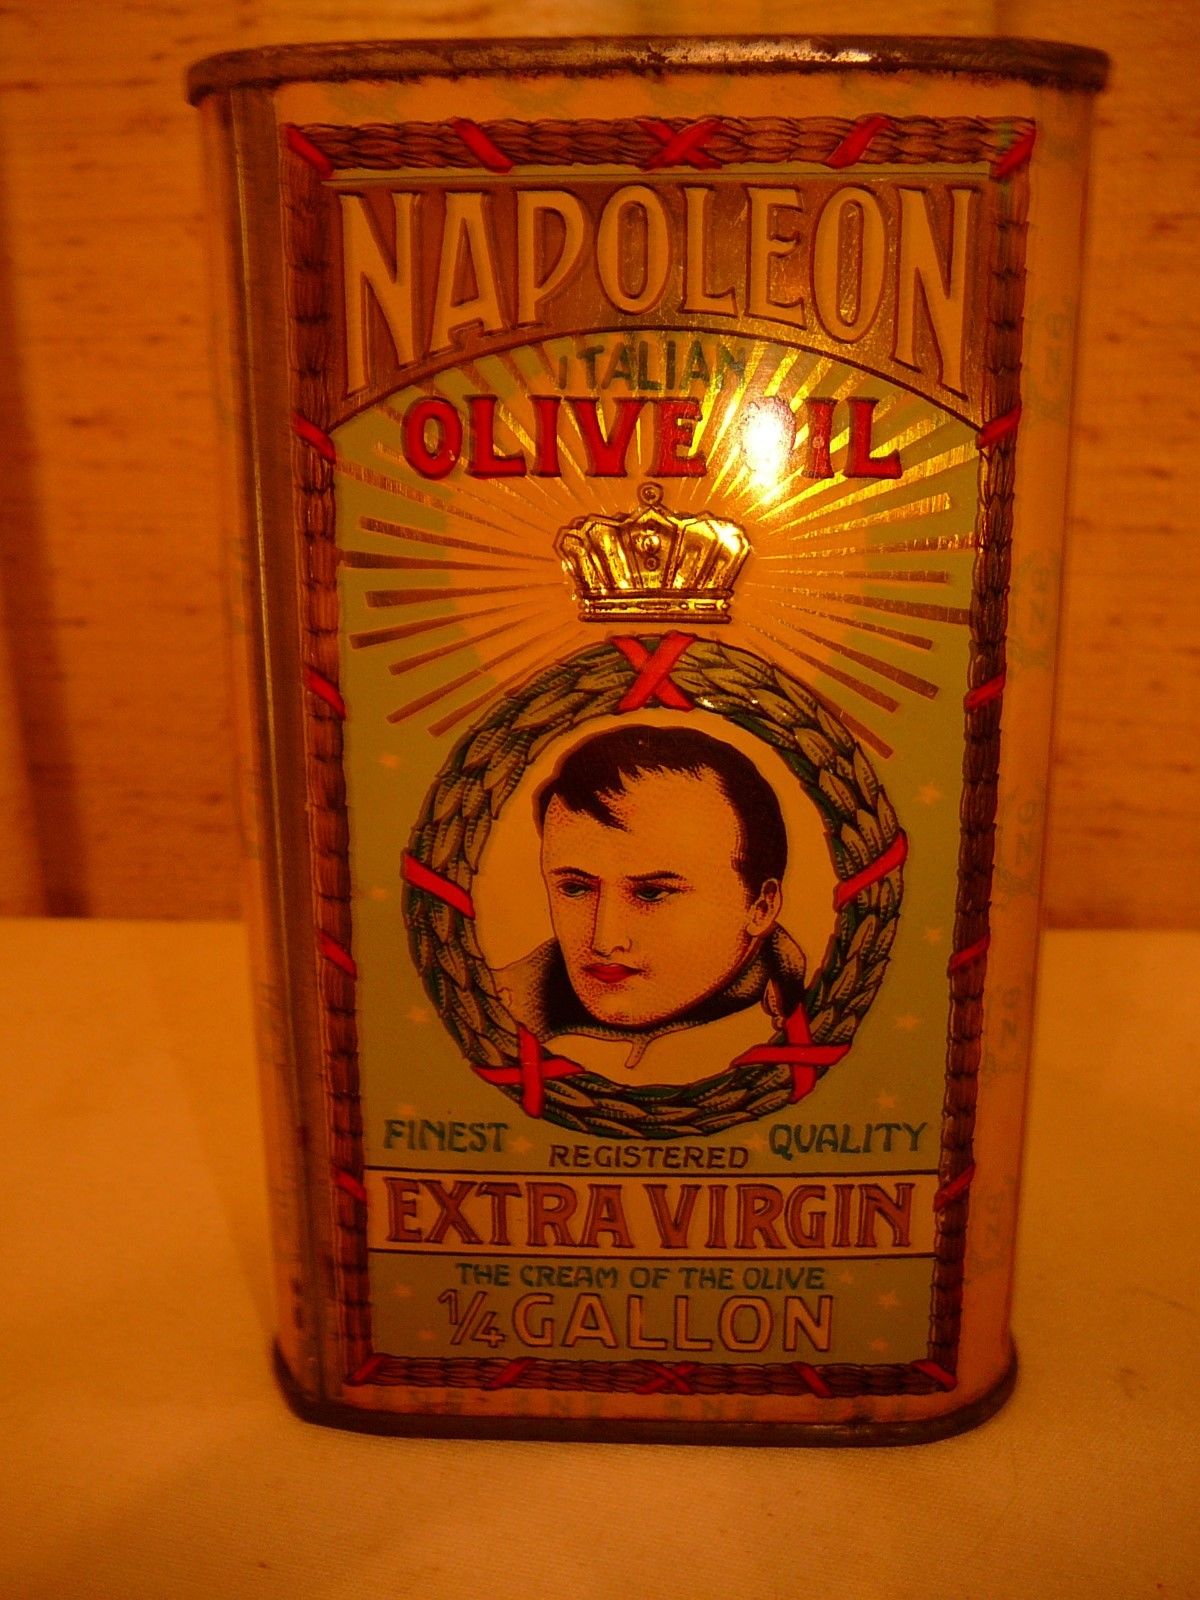 NAPOLEON
ITALIAN
OLIVE OIL
FINEST QUALITY
REGISTERED
EXTRA VIRGIN
THE CREAM OF THE OLIVE
1/4 GALLON